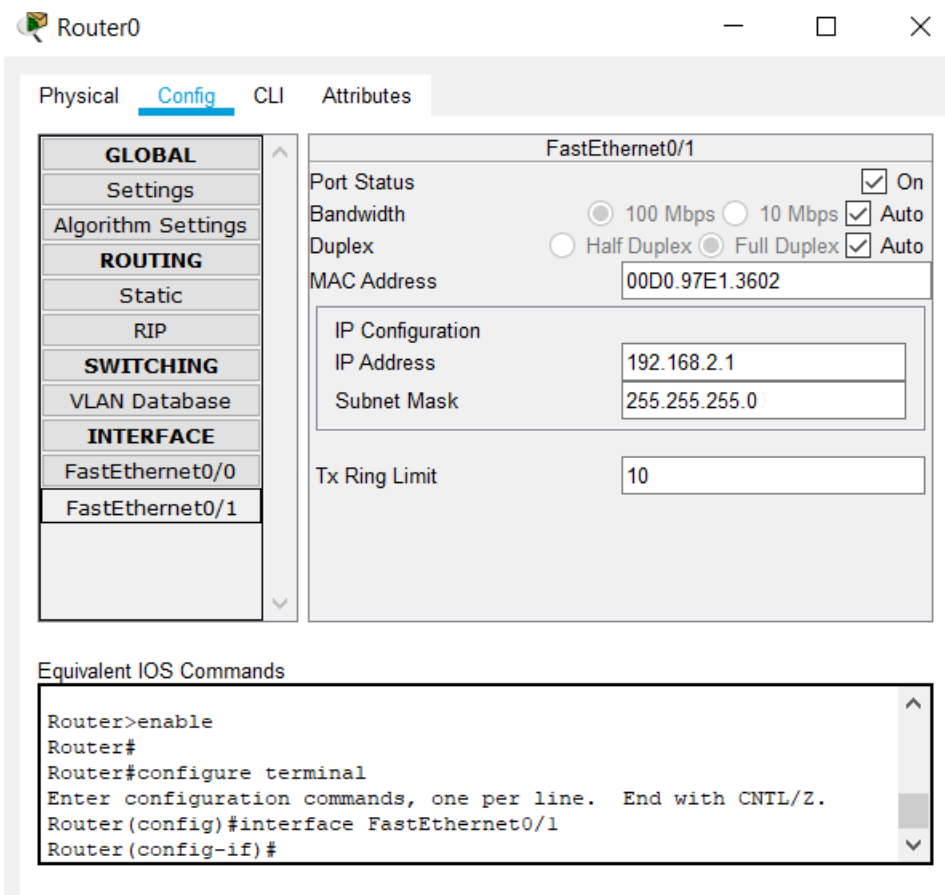 Router0
Physical Config CLI Attributes
GLOBAL
Settings
Algorithm Settings
ROUTING
Static
RIP
SWITCHING
VLAN Database
INTERFACE
FastEthernet0/0
FastEthernet0/1
FastEthernet0/1
Port Status On
Bandwidth 100 Mbps 10 Mbps Auto
Duplex Half Duplex Full Duplex Auto
MAC Address 00D0.97E1.3602
IP Configuration
IP Address 192.168.2.1
Subnet Mask 255.255.255.0
Tx Ring Limit 10
Equivalent IOS Commands
Router>enable
Router#
Router#configure terminal
Enter configuration commands, one per line.  End with CNTL/Z.
Router(config)#interface FastEthernet0/1
Router(config-if)#